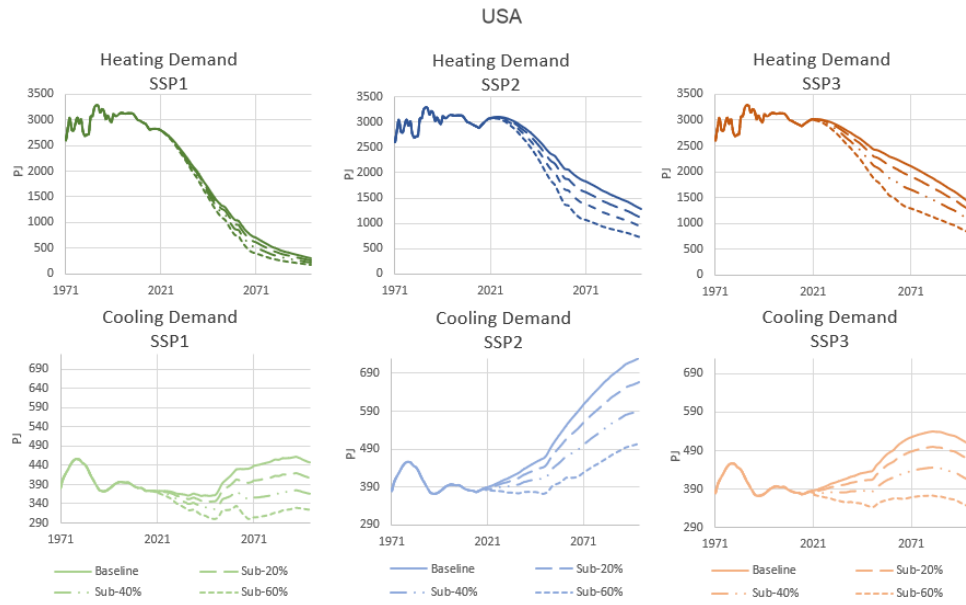 USA
Heating Demand
SSP1
3500
3000
2500
2000
1500
1000
500
0
PJ
1971 2021 2071
Heating Demand
SSP2
3500
3000
2500
2000
1500
1000
500
0
PJ
1971 2021 2071
Heating Demand
SSP3
3500
3000
2500
2000
1500
1000
500
0
PJ
1971 2021 2071
Cooling Demand
SSP1
690
640
590
540
490
440
390
340
290
PJ
1971 2021 2071
Baseline Sub-20%
Sub-40% Sub-60%
Cooling Demand
SSP2
690
590
490
390
290
PJ
1971 2021 2071
Baseline Sub-20%
Sub-40% Sub-60%
Cooling Demand
SSP3
690
590
490
390
290
PJ
1971 2021 2071
Baseline Sub-20%
Sub-40% Sub-60%